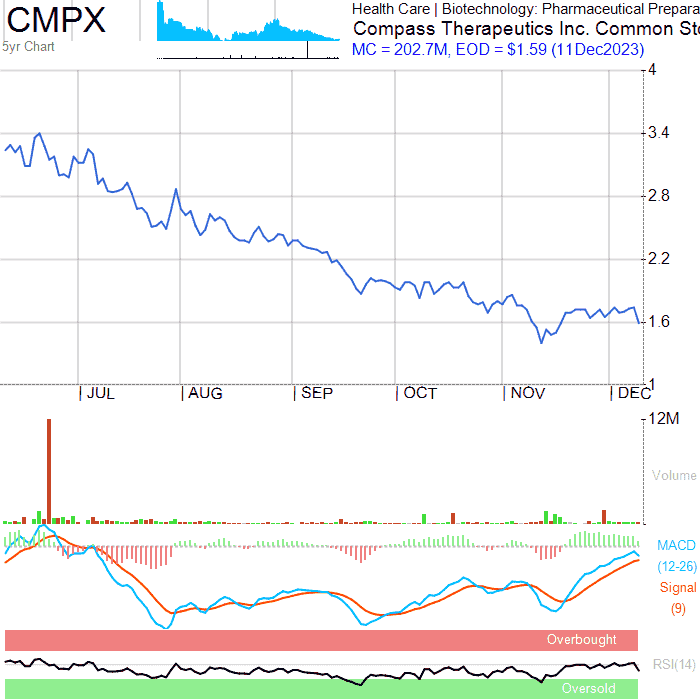 CMPX
5yr Chart
Health Care | Biotechnology: Pharmaceutical Prepara
Compass Therapeutics Inc. Common Sto
MC = 202.7M, EOD = $1.59 (11Dec2023)
4
3.4
2.8
2.2
1.6
1
| JUL | AUG | SEP | OCT | NOV | DEC
12M
Volume
MACD
(12-26)
Signal
(9)
Overbought
RSI(14)
Oversold